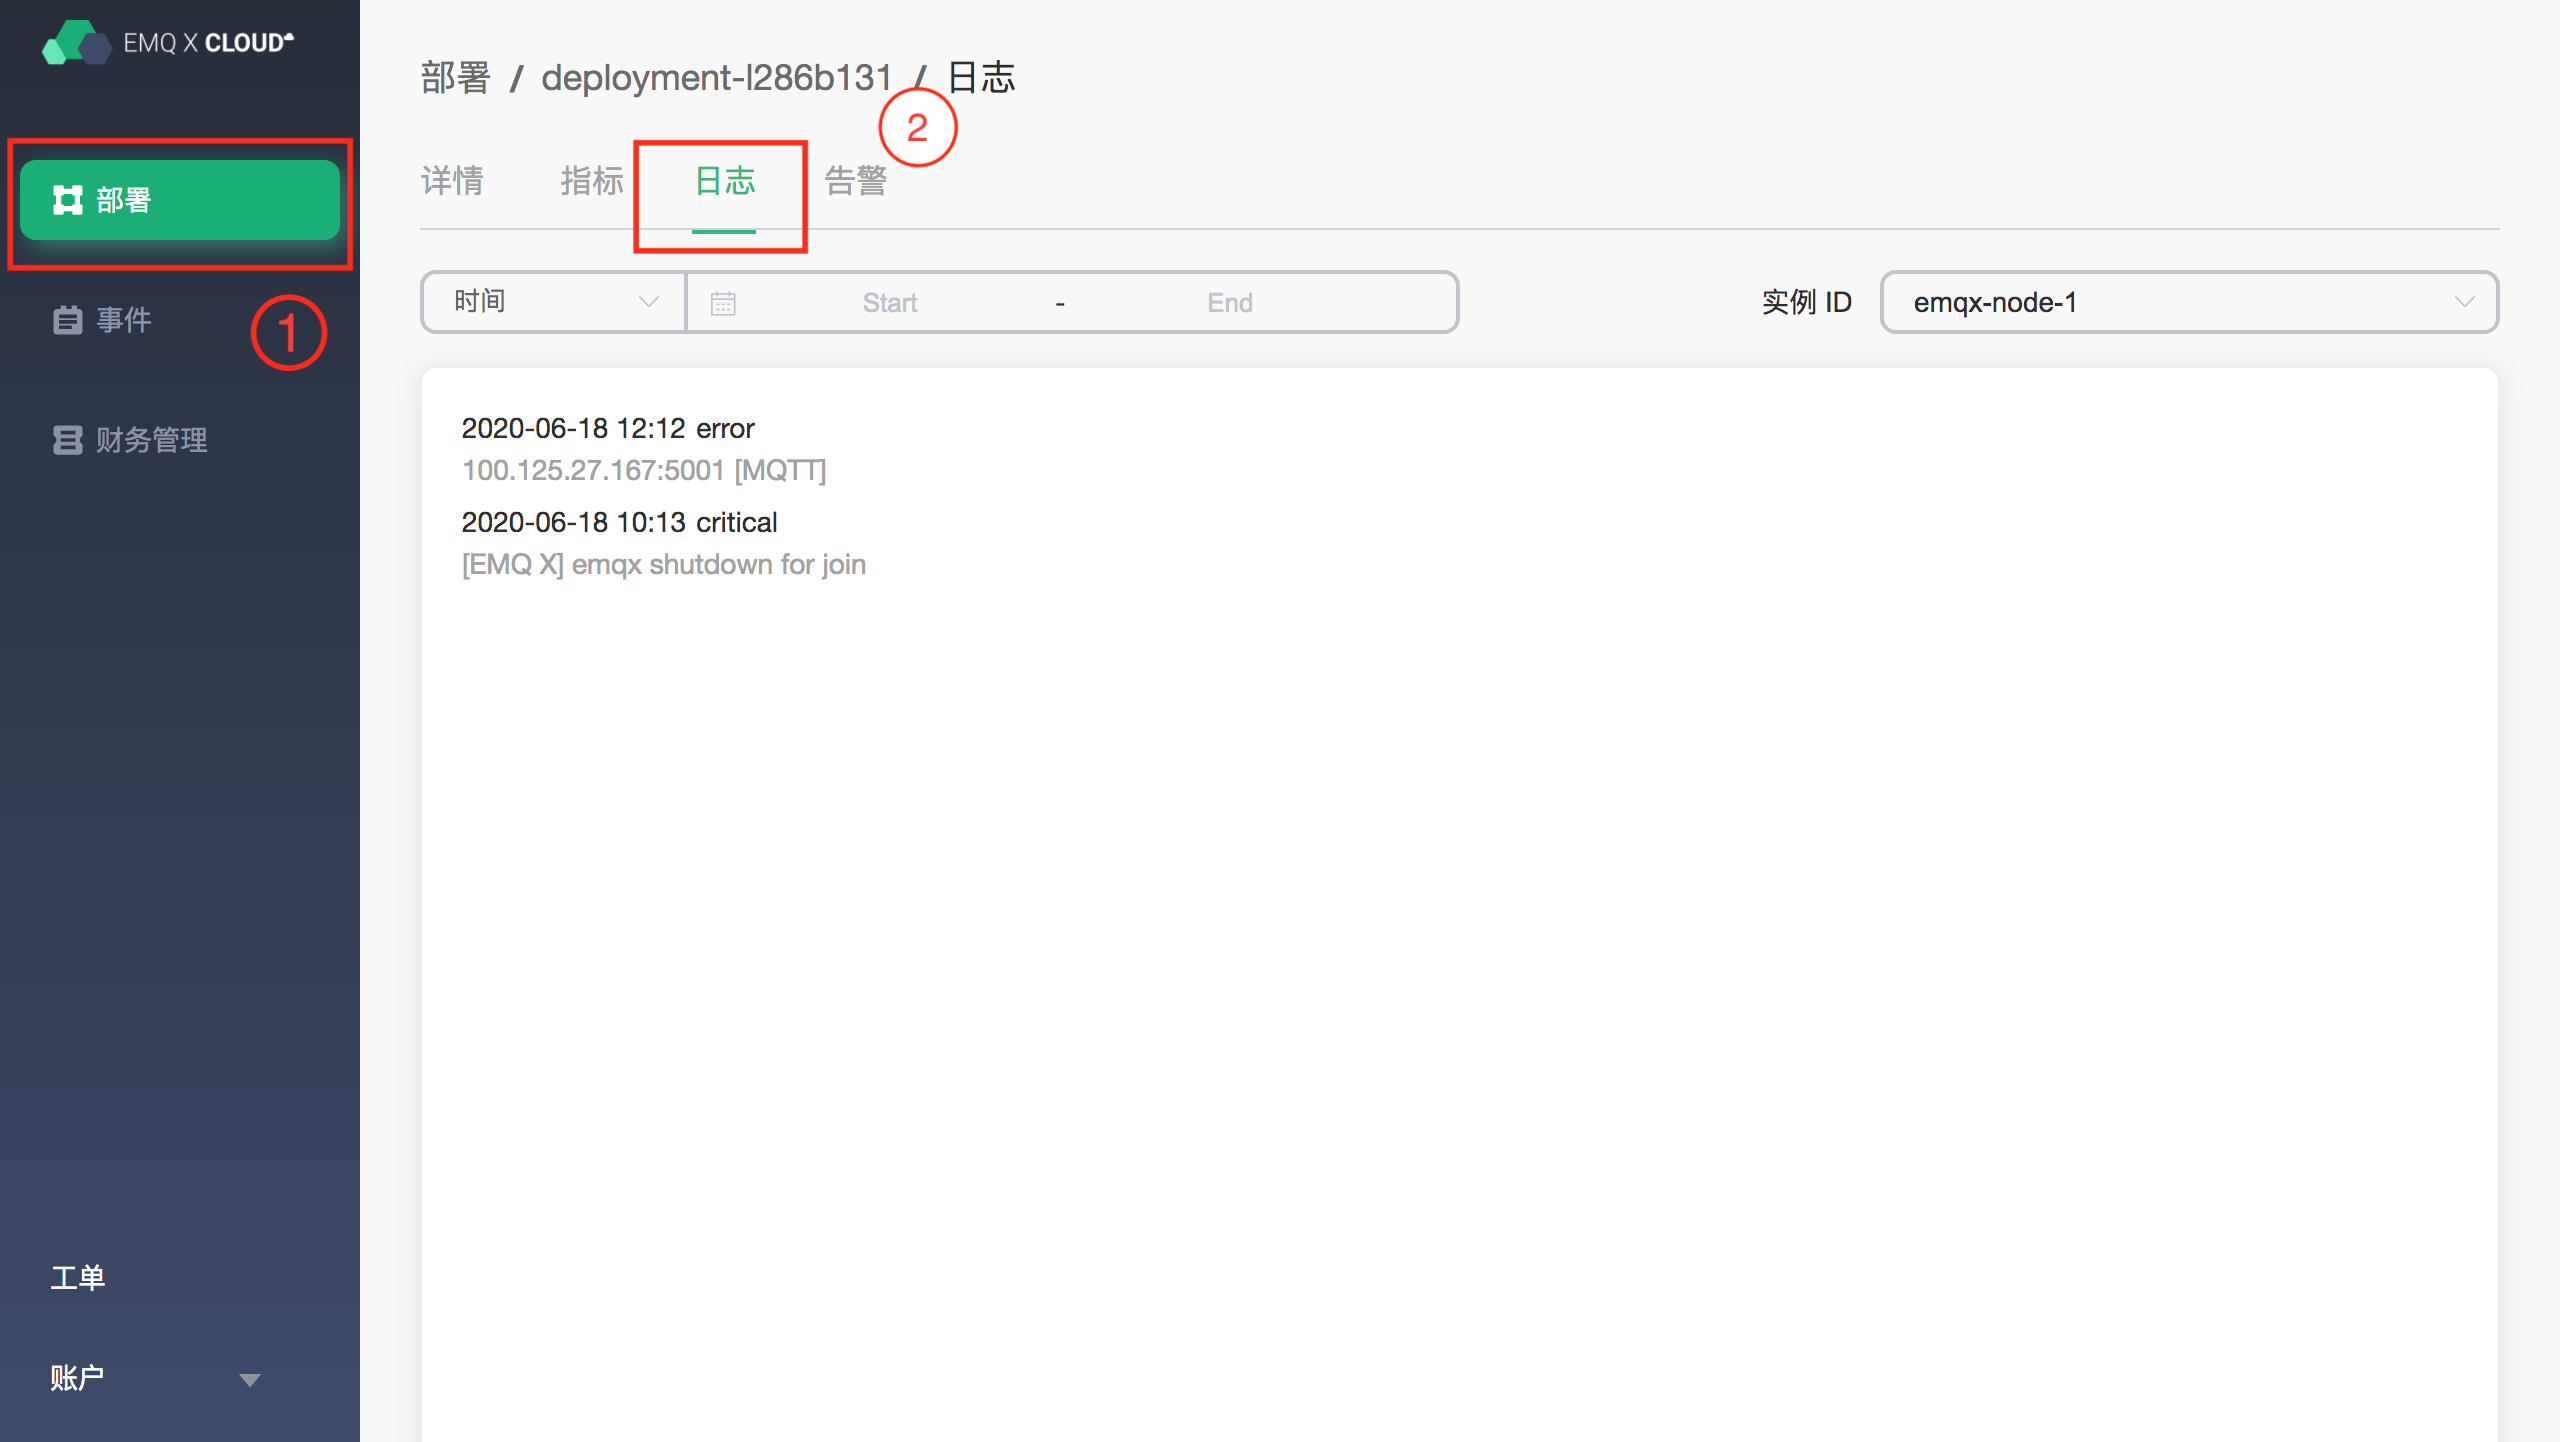 EMQ X CLOUD
部署
事件
1
财务管理
工单
账户
部署 / deployment-l286b131 / 日志
2
详情 指标 日志 告警
时间 Start - End 实例 ID emqx-node-1
2020-06-18 12:12 error
100.125.27.167:5001 [MQTT]
2020-06-18 10:13 critical
[EMQ X] emqx shutdown for join